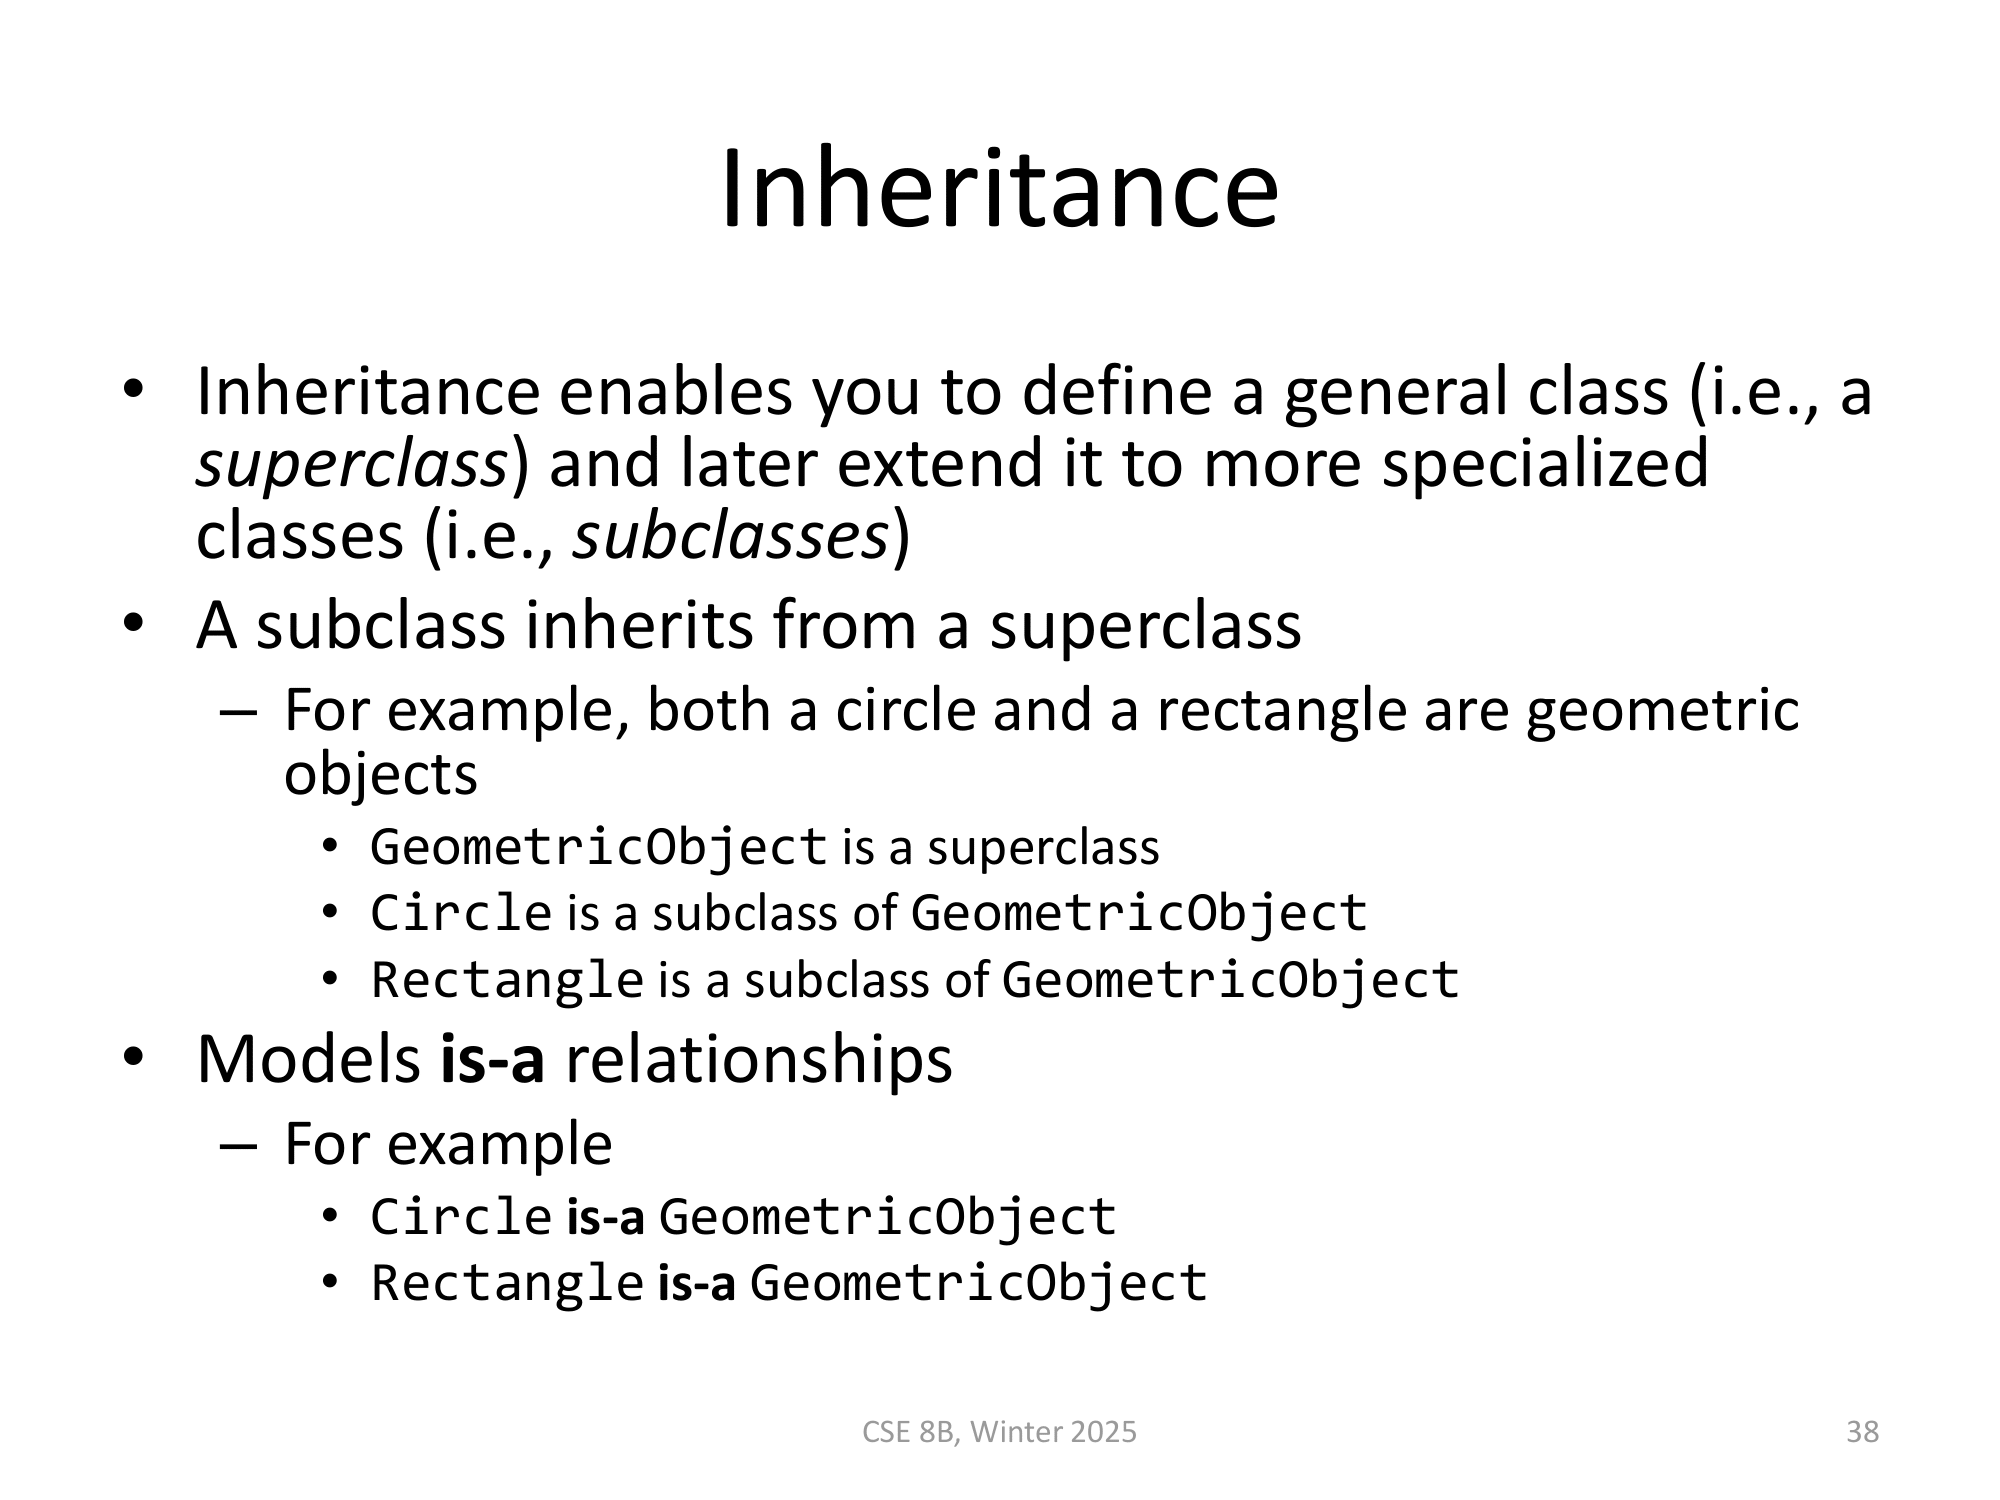 Inheritance
• Inheritance enables you to define a general class (i.e., a
superclass) and later extend it to more specialized
classes (i.e., subclasses)
• A subclass inherits from a superclass
– For example, both a circle and a rectangle are geometric
objects
• GeometricObject is a superclass
• Circle is a subclass of GeometricObject
• Rectangle is a subclass of GeometricObject
• Models is-a relationships
– For example
• Circle is-a GeometricObject
• Rectangle is-a GeometricObject
CSE 8B, Winter 2025
38